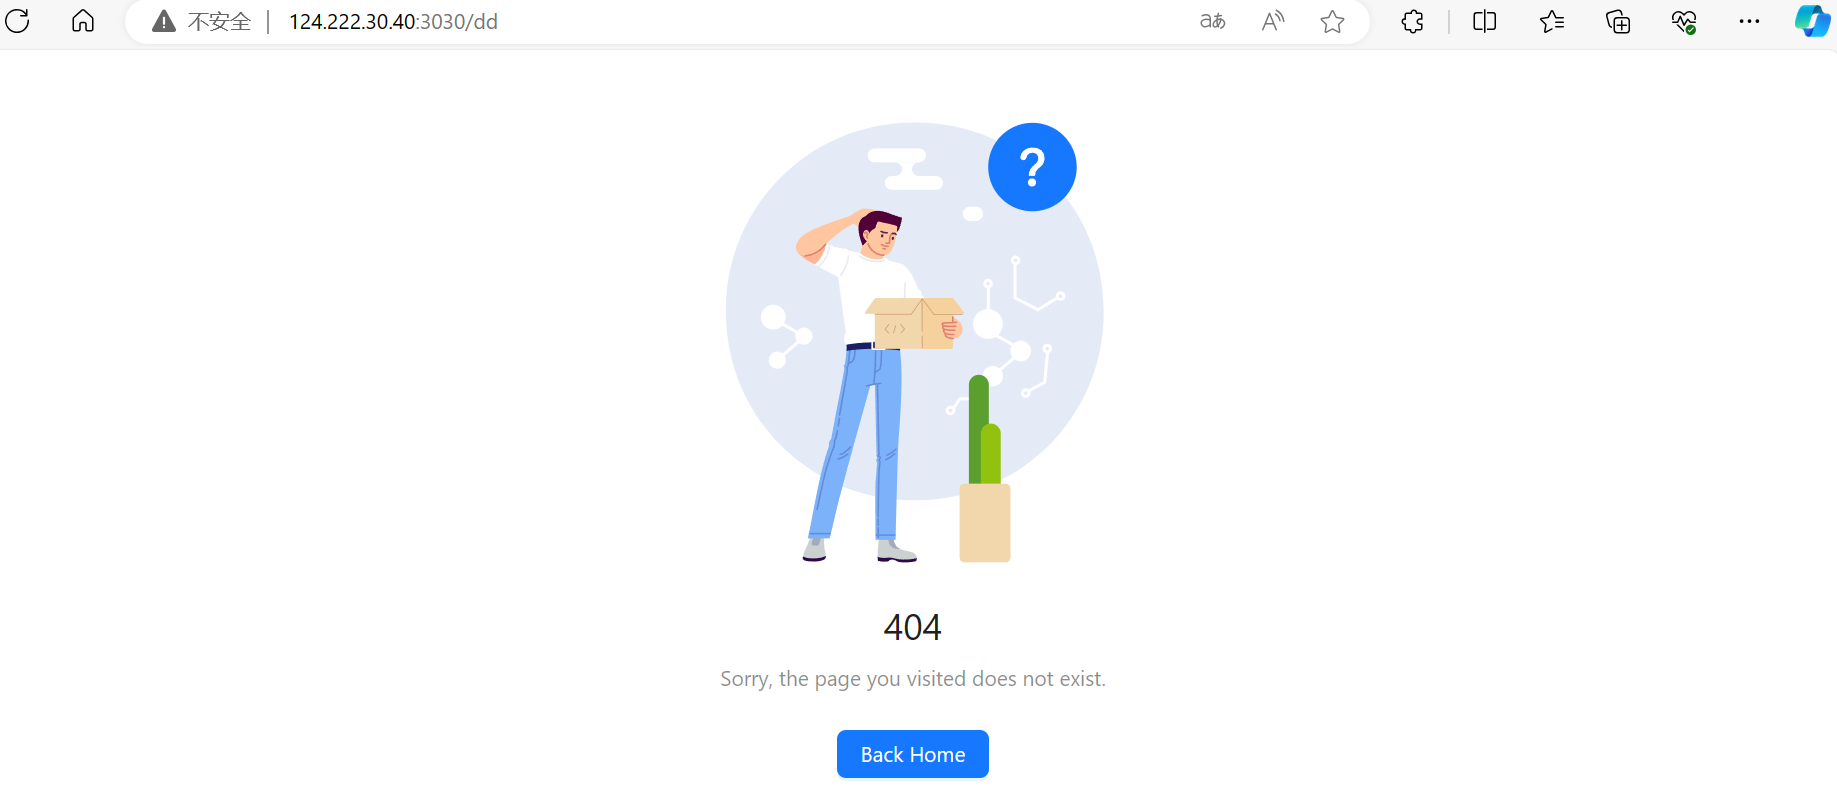 不安全 | 124.222.30.40:3030/dd
aあ
A
?
</>
404
Sorry, the page you visited does not exist.
Back Home